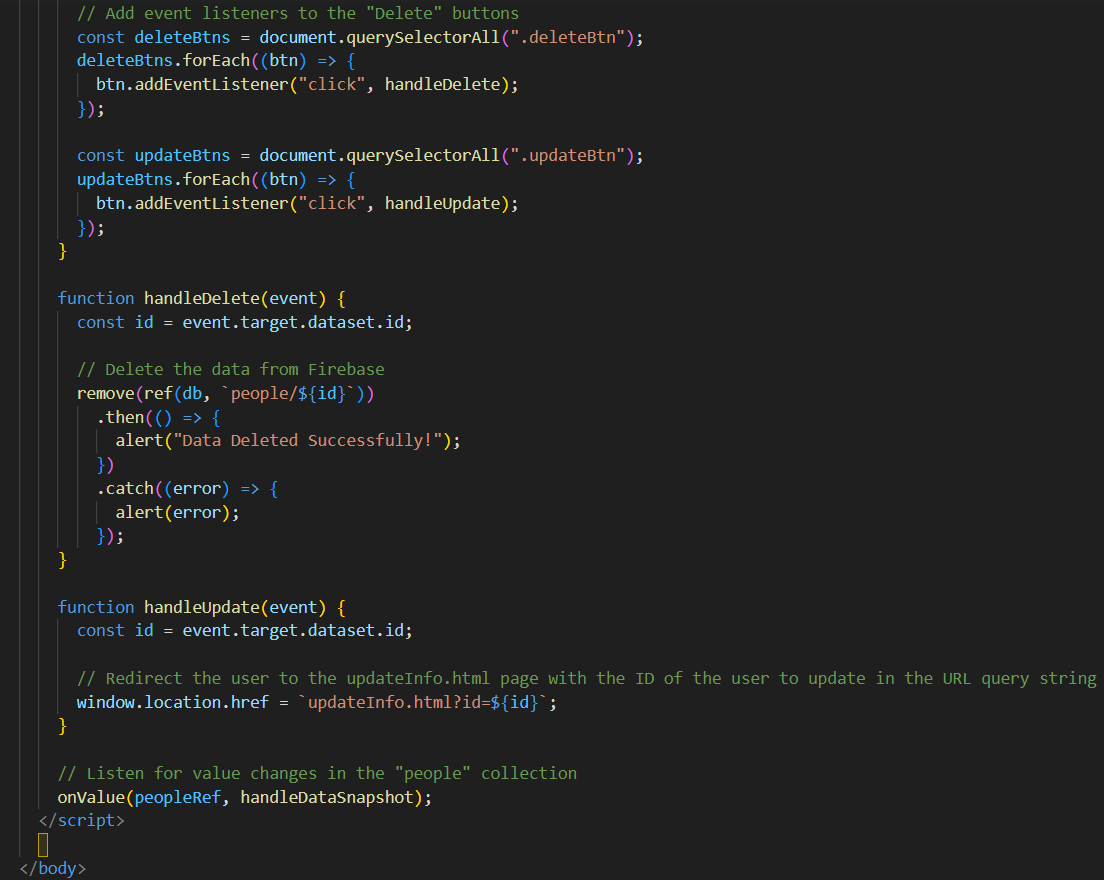 // Add event listeners to the "Delete" buttons
const deleteBtns = document.querySelectorAll(".deleteBtn");
deleteBtns.forEach((btn) => {
btn.addEventListener("click", handleDelete);
});
const updateBtns = document.querySelectorAll(".updateBtn");
updateBtns.forEach((btn) => {
btn.addEventListener("click", handleUpdate);
});
}
function handleDelete(event) {
const id = event.target.dataset.id;
// Delete the data from Firebase
remove(ref(db, `people/${id}`))
.then(() => {
alert("Data Deleted Successfully!");
})
.catch((error) => {
alert(error);
});
}
function handleUpdate(event) {
const id = event.target.dataset.id;
// Redirect the user to the updateInfo.html page with the ID of the user to update in the URL query string
window.location.href = `updateInfo.html?id=${id}`;
}
// Listen for value changes in the "people" collection
onValue(peopleRef, handleDataSnapshot);
</script>
</body>